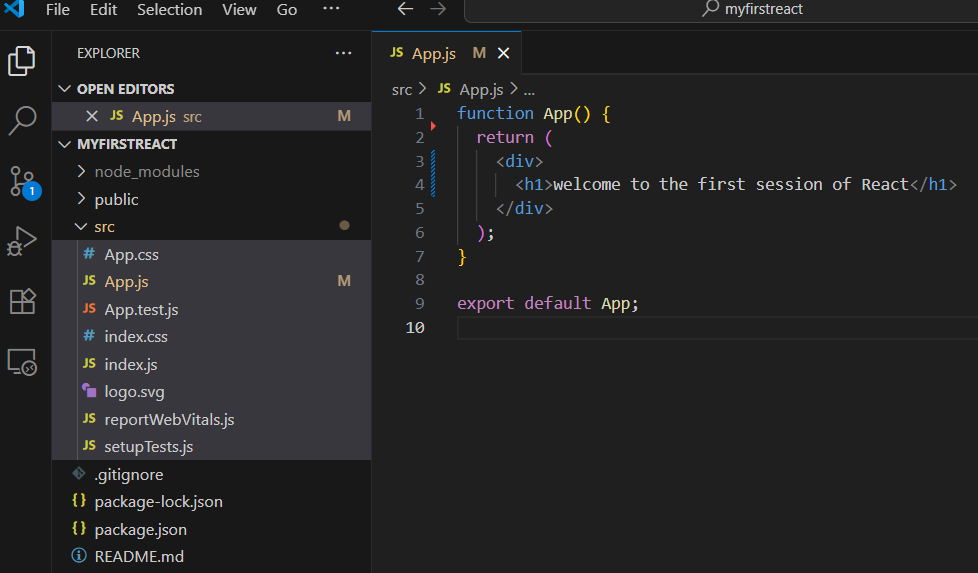 File Edit Selection View Go ··· myfirstreact
EXPLORER ···
OPEN EDITORS
JS App.js src M
MYFIRSTREACT
node_modules
public
src
# App.css
JS App.js M
JS App.test.js
# index.css
JS index.js
logo.svg
JS reportWebVitals.js
JS setupTests.js
.gitignore
{} package-lock.json
{} package.json
README.md
1
JS App.js M
src > JS App.js > ...
1 function App() {
2 return (
3 <div>
4 <h1>welcome to the first session of React</h1>
5 </div>
6 );
7 }
8
9 export default App;
10